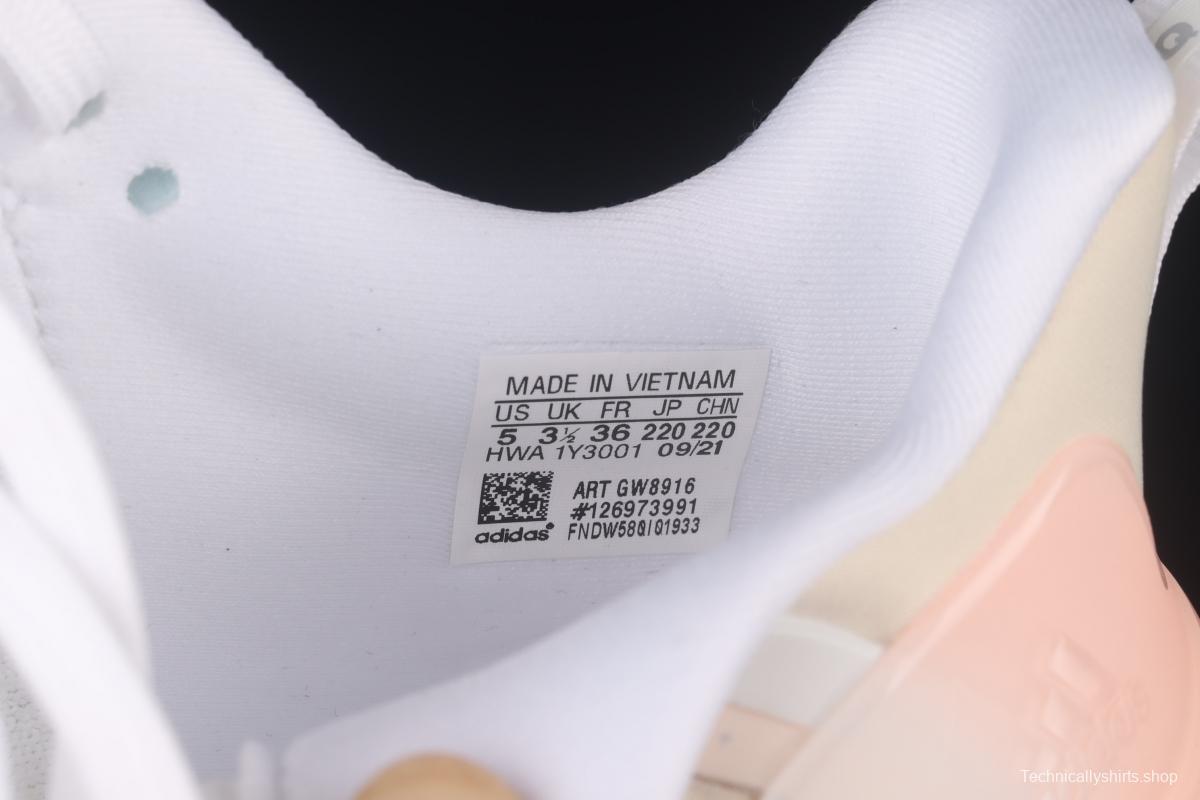 MADE IN VIETNAM
US UK FR JP CHN
5 3½ 36 220 220
HWA 1Y3001 09/21
ART GW8916
#126973991
adidas
Technicallyshirts.shop